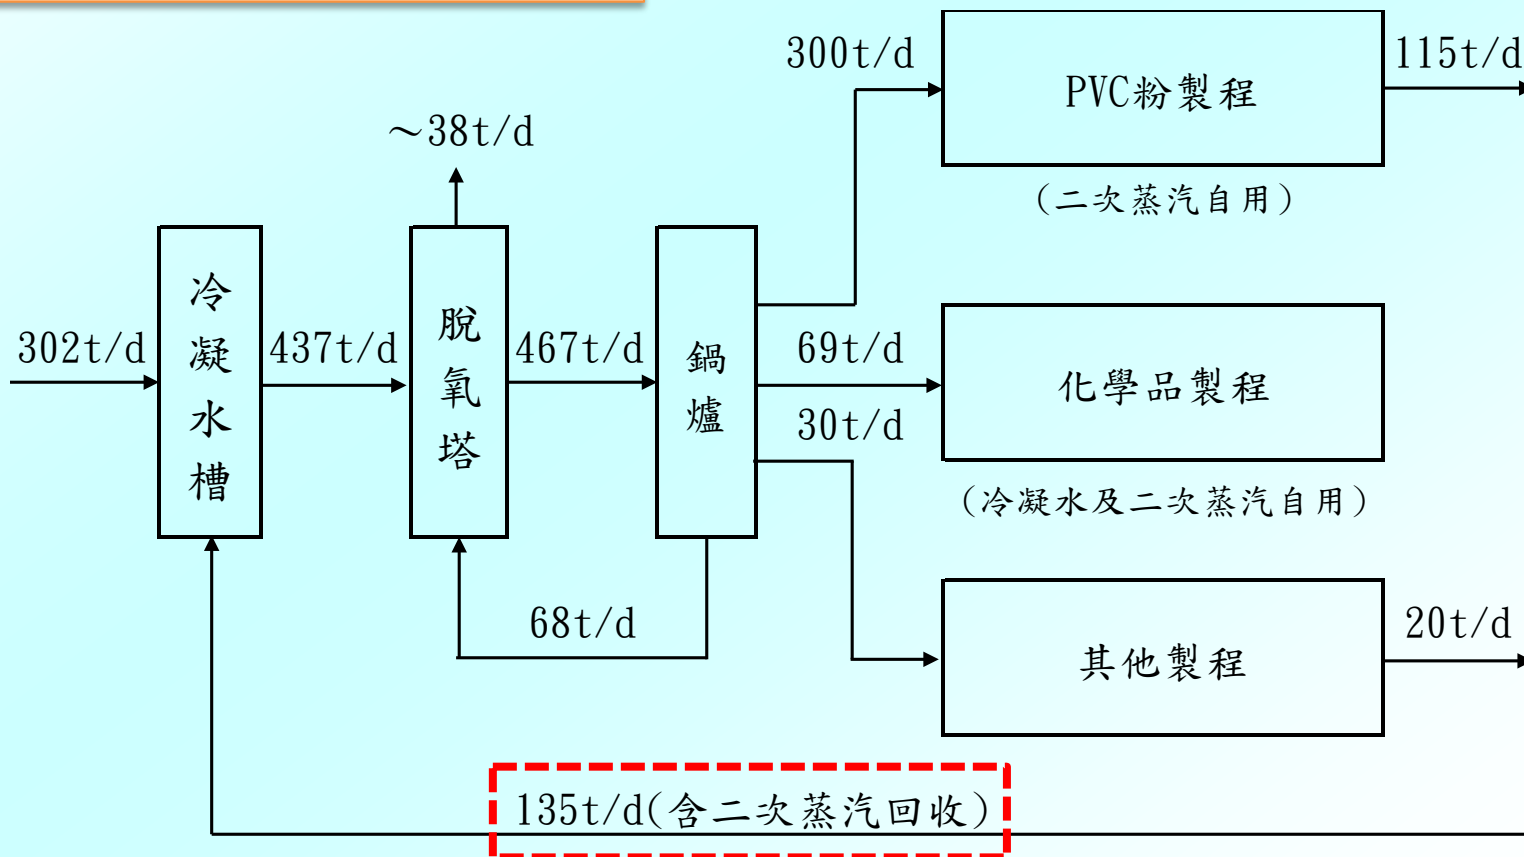 300t/d
PVC粉製程
115t/d
(二次蒸汽自用)
～38t/d
302t/d
冷凝水槽
437t/d
脫氧塔
467t/d
鍋爐
69t/d
化學品製程
30t/d
(冷凝水及二次蒸汽自用)
68t/d
其他製程
20t/d
135t/d(含二次蒸汽回收)